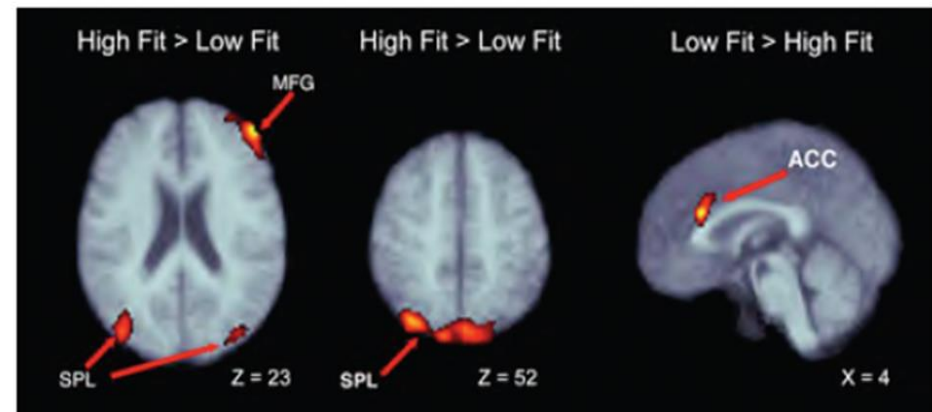 High Fit > Low Fit
High Fit > Low Fit
Low Fit > High Fit
MFG
ACC
SPL
Z = 23
SPL
Z = 52
X = 4